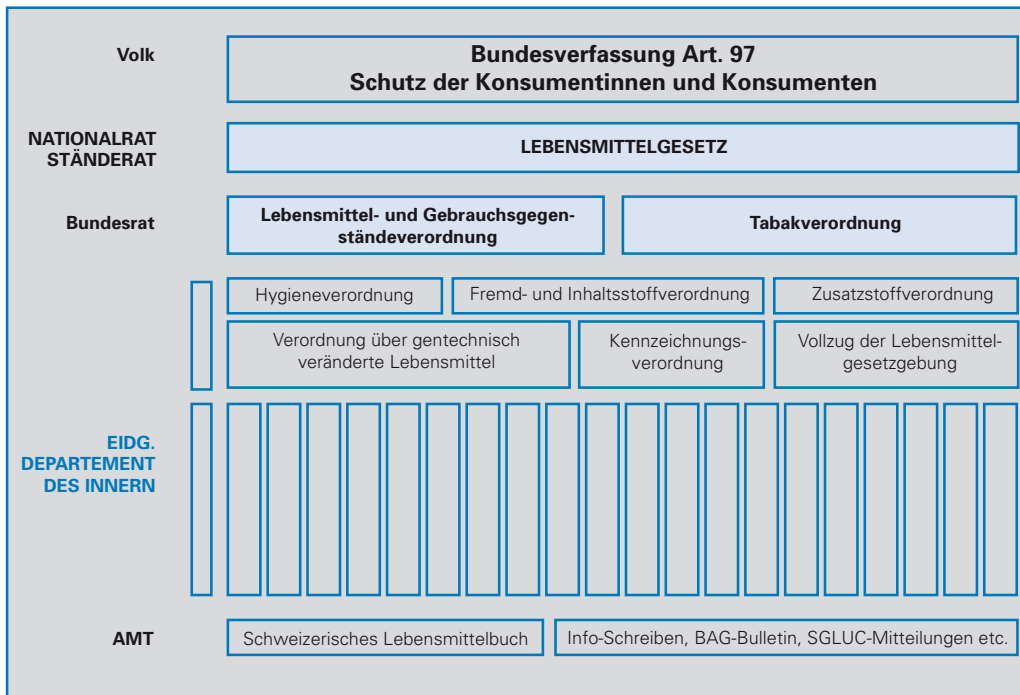 Volk
Bundesverfassung Art. 97
Schutz der Konsumentinnen und Konsumenten
NATIONALRAT
STÄNDERAT
LEBENSMITTELGESETZ
Bundesrat
Lebensmittel- und Gebrauchsgegen-
ständeverordnung
Tabakverordnung
Hygieneverordnung
Fremd- und Inhaltsstoffverordnung
Zusatzstoffverordnung
Verordnung über gentechnisch
veränderte Lebensmittel
Kennzeichnungs-
verordnung
Vollzug der Lebensmittel-
gesetzgebung
EIDG.
DEPARTEMENT
DES INNERN
AMT
Schweizerisches Lebensmittelbuch
Info-Schreiben, BAG-Bulletin, SGLUC-Mitteilungen etc.